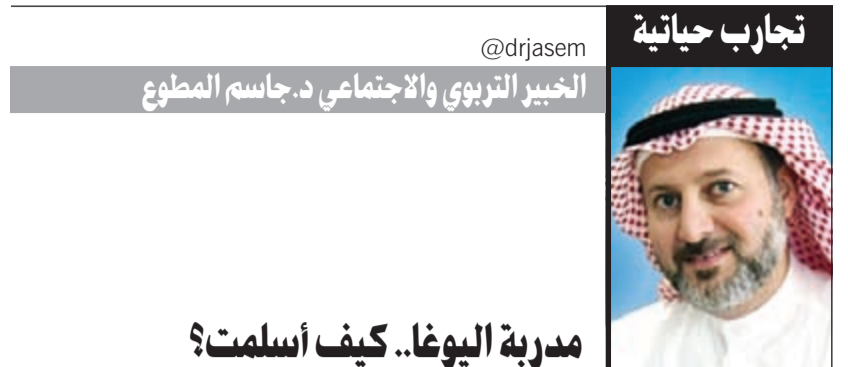 تجارب حياتية
@drjasem
الخبير التربوي والاجتماعي د.جاسم المطوع
مدربة اليوغا.. كيف أسلمت؟